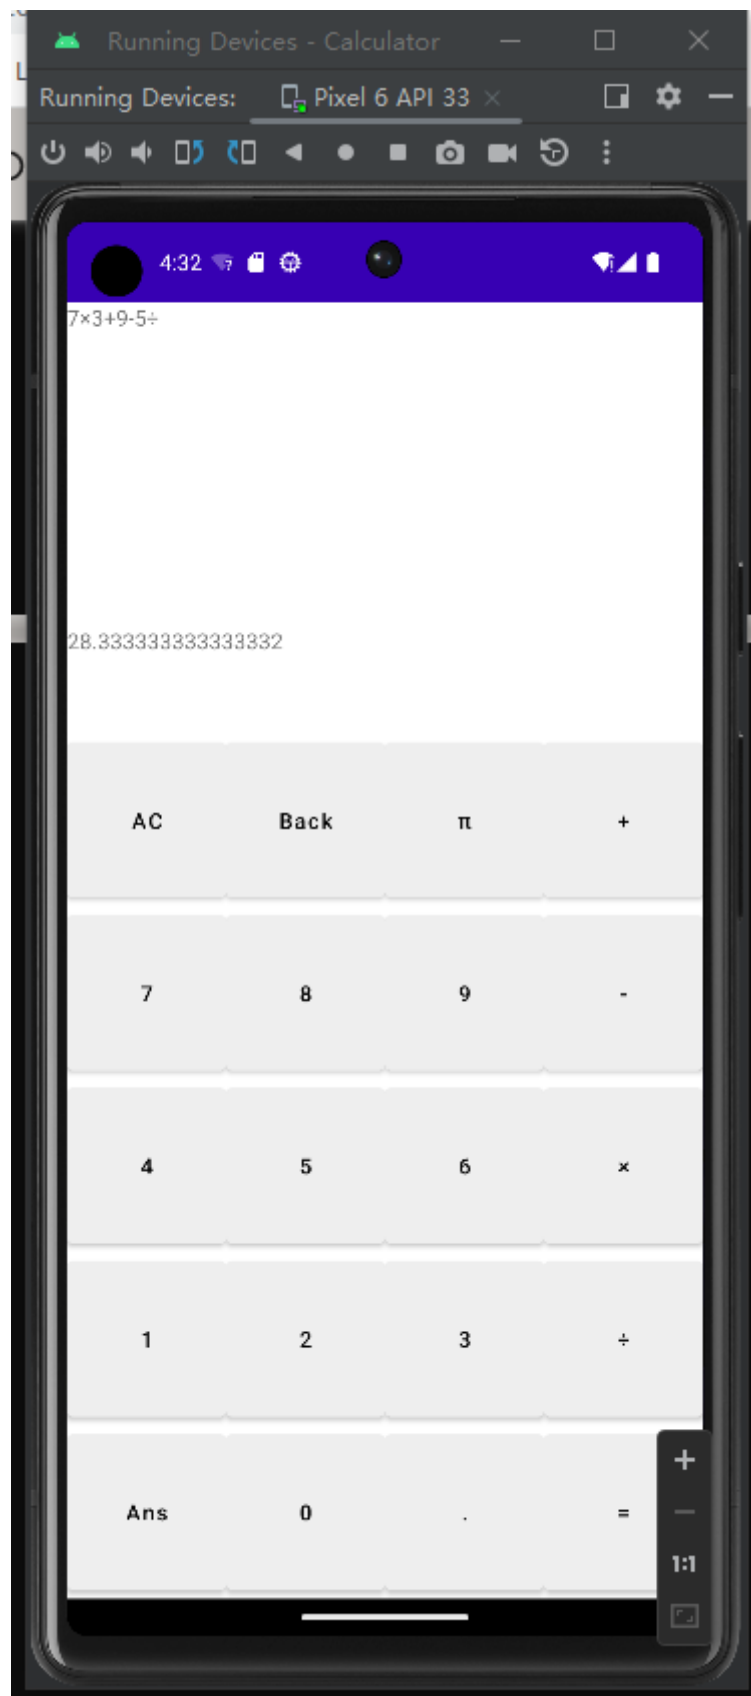 Running Devices - Calculator
Running Devices: Pixel 6 API 33
4:32
7×3+9-5÷
28.333333333333332
AC Back π +
7 8 9 -
4 5 6 ×
1 2 3 ÷
Ans 0 . =
1:1